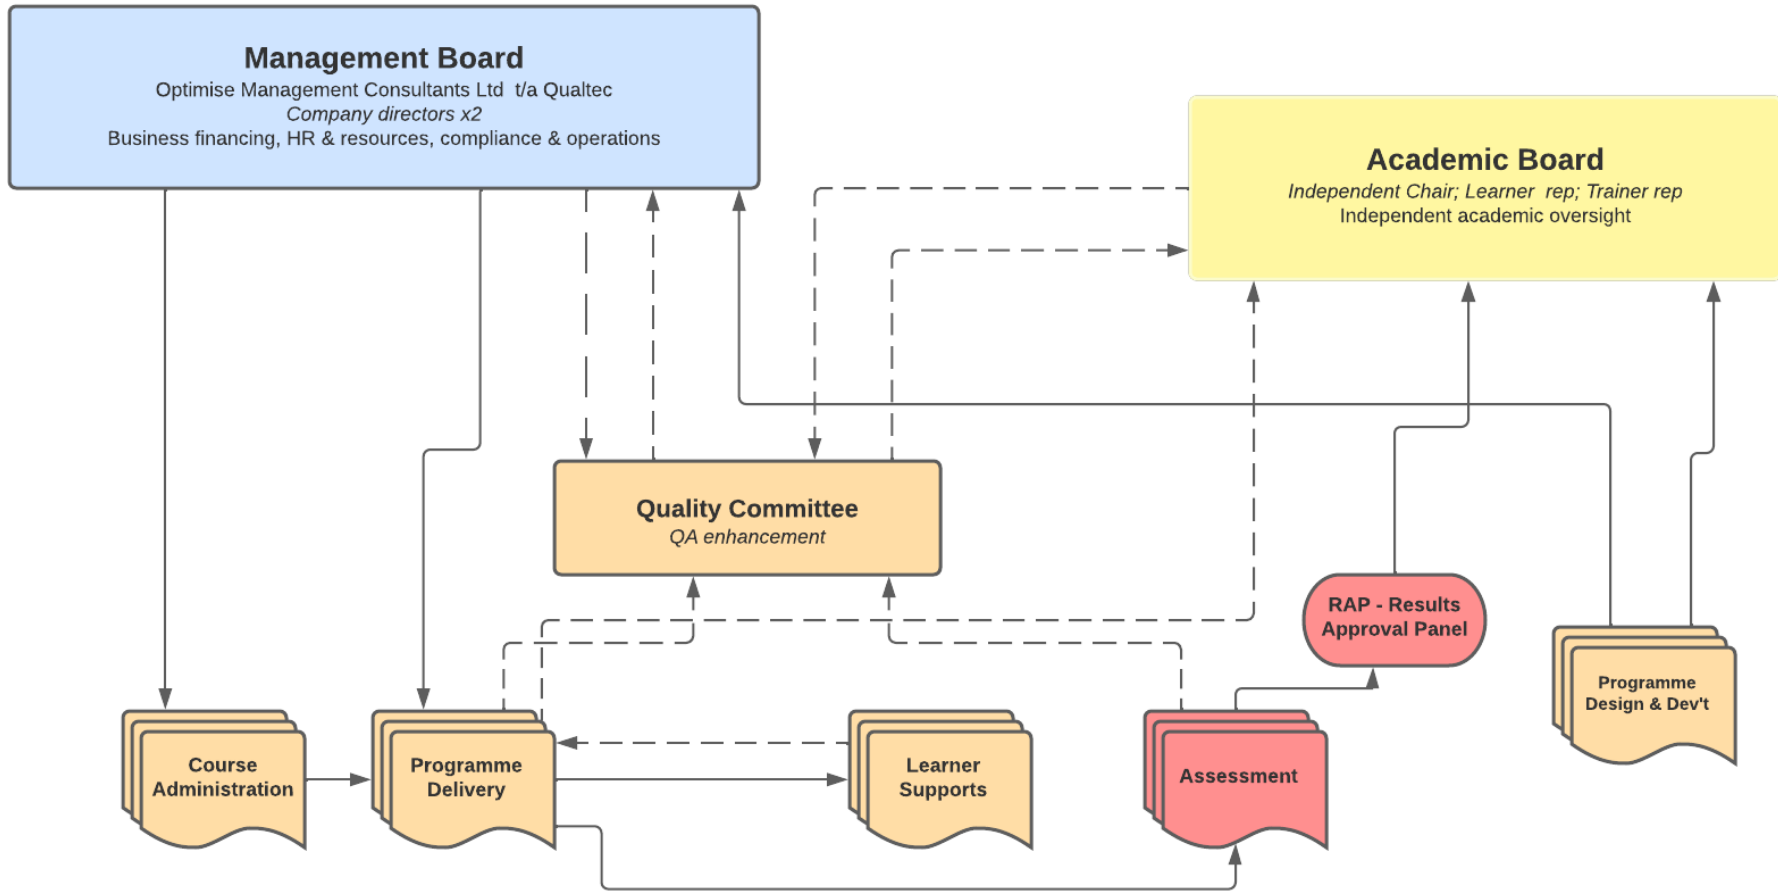 Management Board
Optimise Management Consultants Ltd t/a Qualtec
Company directors x2
Business financing, HR & resources, compliance & operations
Academic Board
Independent Chair; Learner rep; Trainer rep
Independent academic oversight
Quality Committee
QA enhancement
RAP - Results
Approval Panel
Programme
Design & Dev't
Course
Administration
Programme
Delivery
Learner
Supports
Assessment